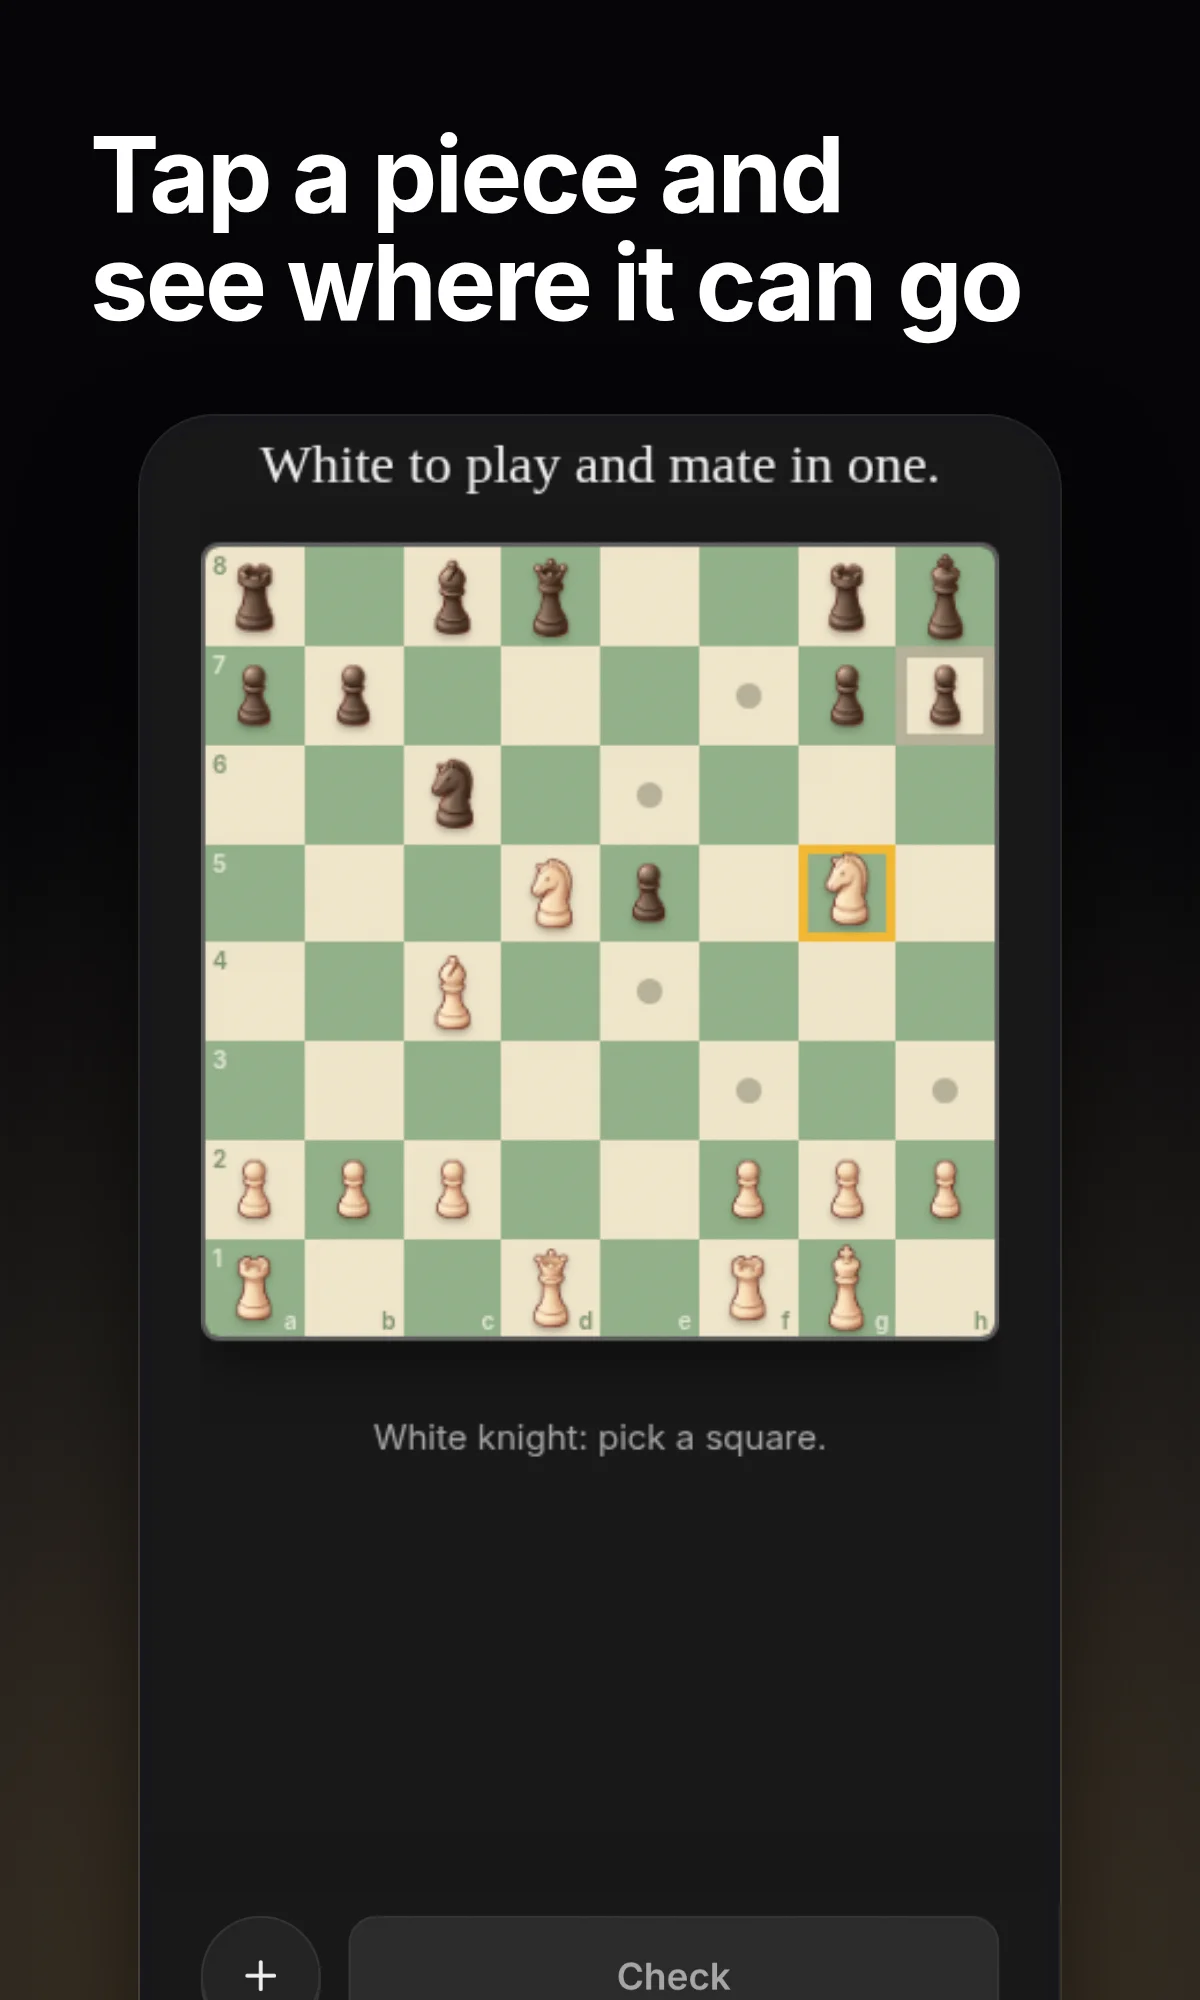 Tap a piece and
see where it can go
White to play and mate in one.
8
7
6
5
4
3
2
1
a b c d e f g h
White knight: pick a square.
+
Check